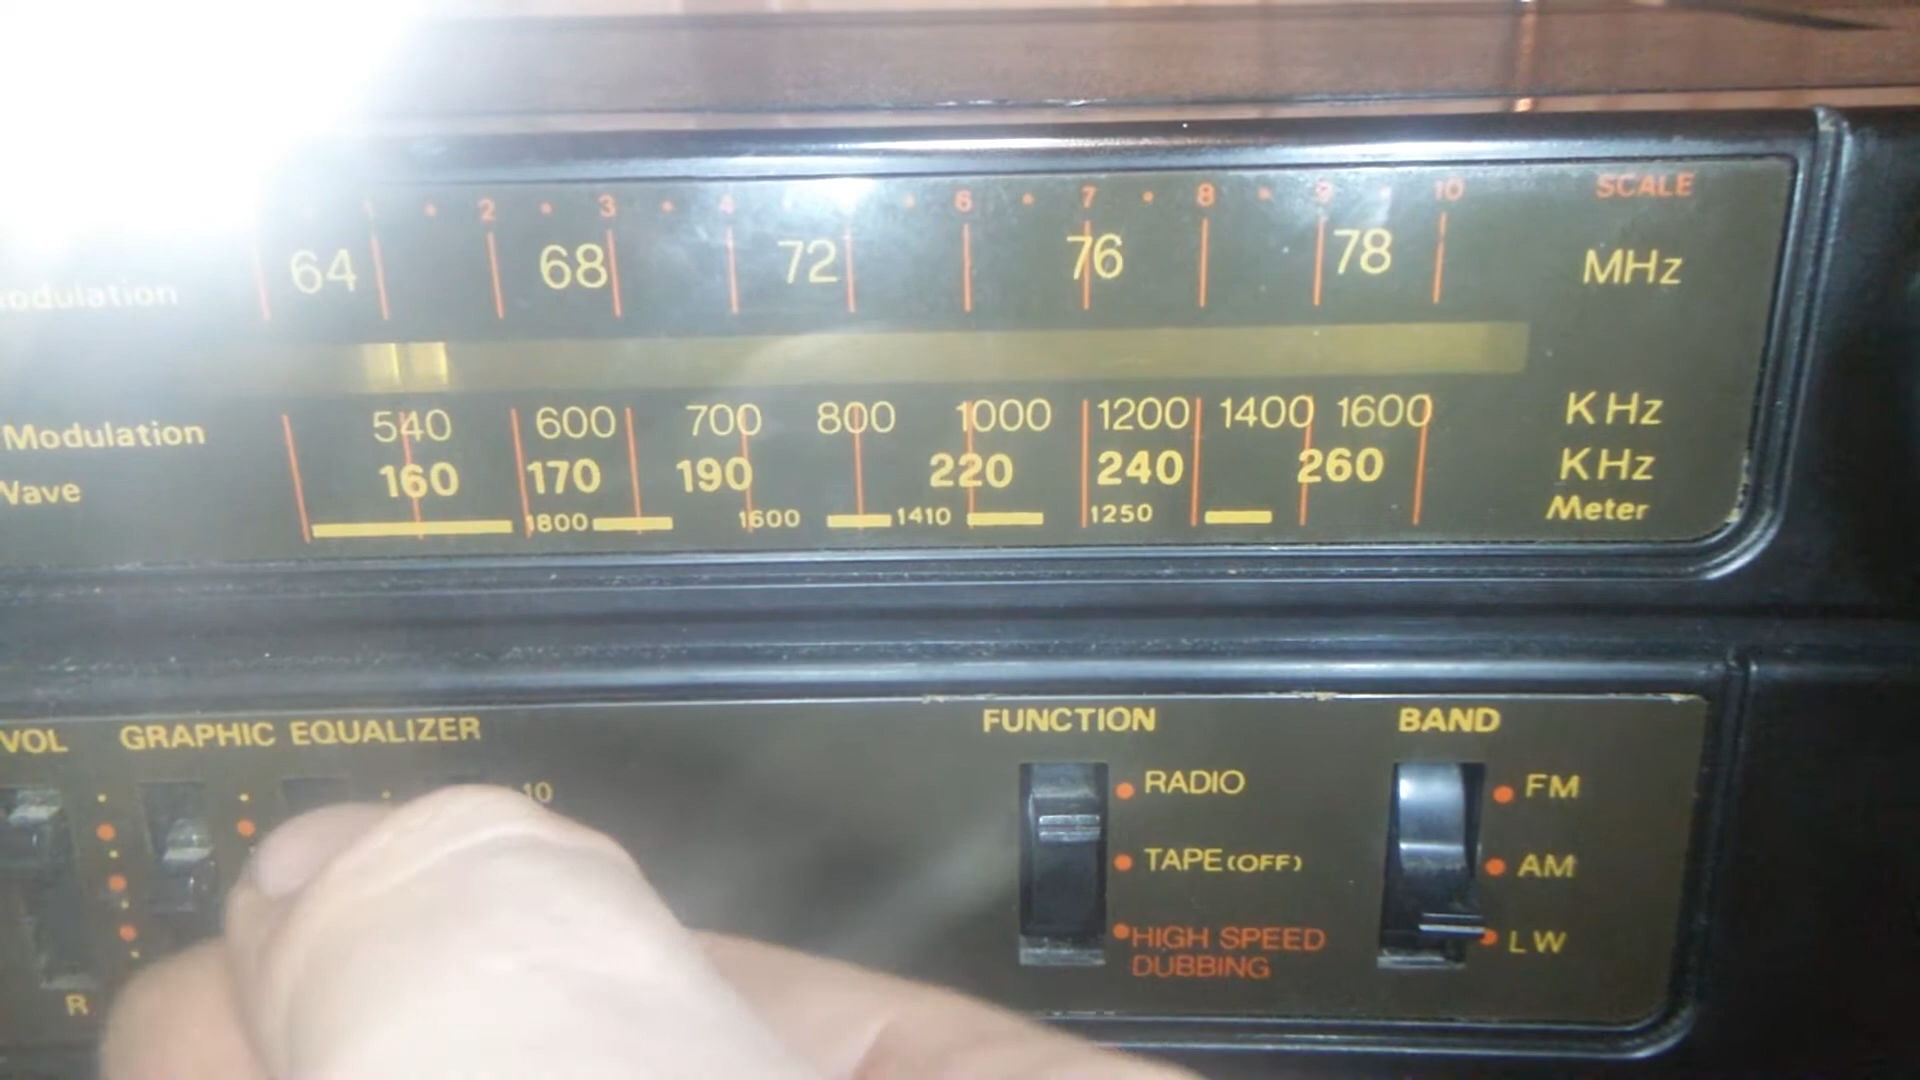 1 2 3 4 6 7 8 9 10 SCALE
odulation 64 68 72 76 78 MHz
Modulation 540 600 700 800 1000 1200 1400 1600 KHz
Wave 160 170 190 220 240 260 KHz
1800 1600 1410 1250 Meter
VOL GRAPHIC EQUALIZER FUNCTION BAND
10 RADIO FM
TAPE(OFF) AM
HIGH SPEED LW
DUBBING
R